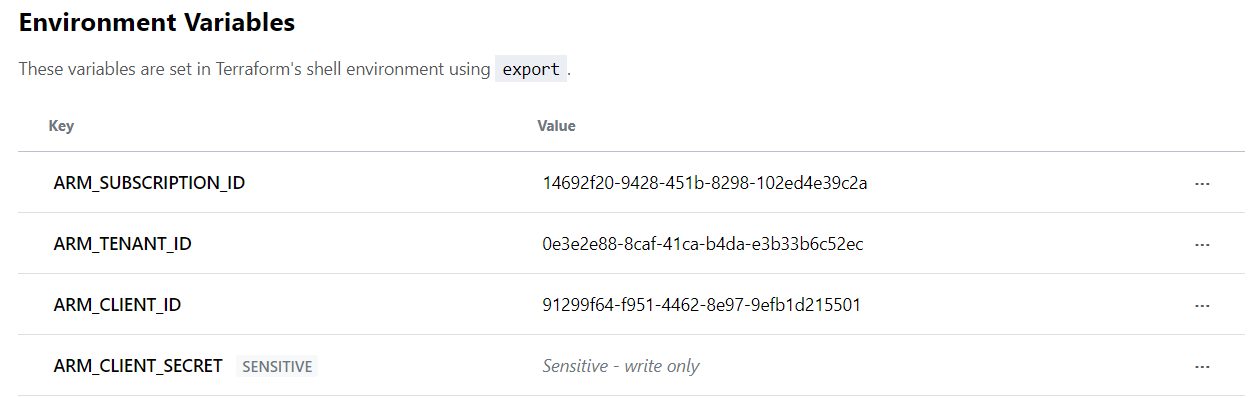 Environment Variables
These variables are set in Terraform's shell environment using export.
Key Value
ARM_SUBSCRIPTION_ID 14692f20-9428-451b-8298-102ed4e39c2a ...
ARM_TENANT_ID 0e3e2e88-8caf-41ca-b4da-e3b33b6c52ec ...
ARM_CLIENT_ID 91299f64-f951-4462-8e97-9efb1d215501 ...
ARM_CLIENT_SECRET SENSITIVE Sensitive - write only ...